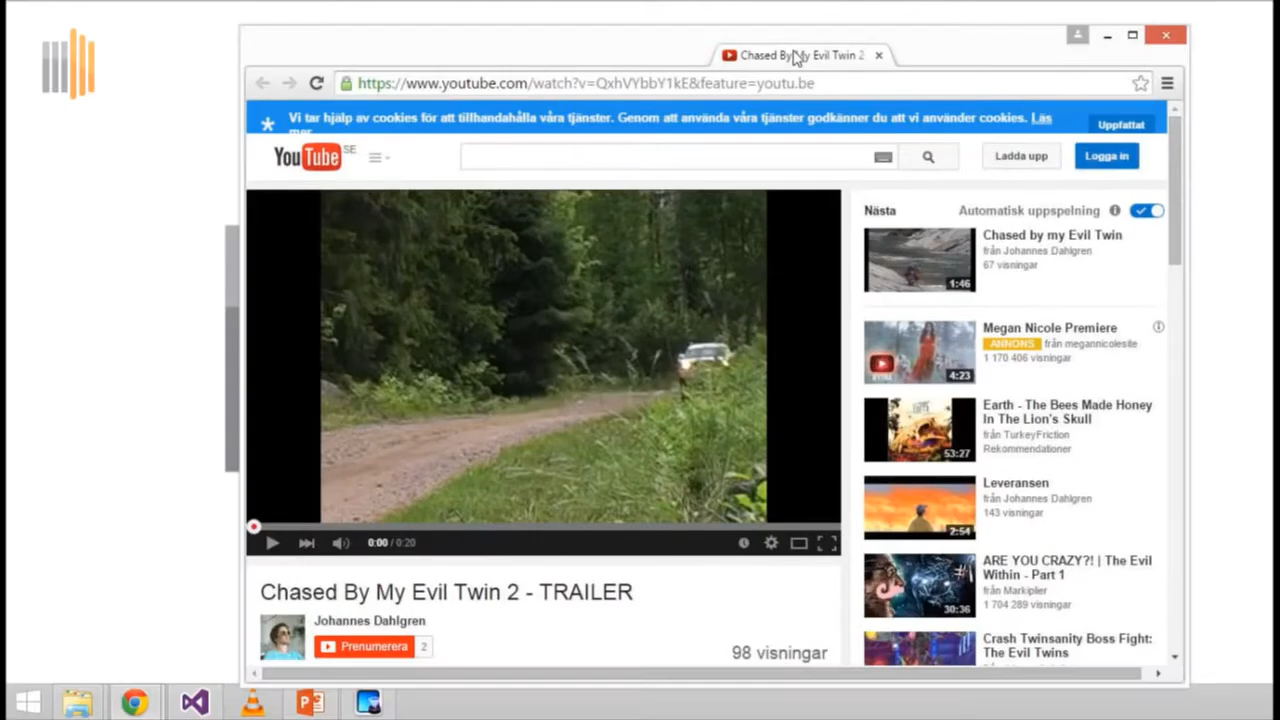 Chased By My Evil Twin 2
https://www.youtube.com/watch?v=QxhVYbbY1kE&feature=youtu.be
Vi tar hjälp av cookies för att tillhandahålla våra tjänster. Genom att använda våra tjänster godkänner du att vi använder cookies. Läs
mer
Uppfattat
YouTube SE
Ladda upp
Logga in
0:00 / 0:20
Chased By My Evil Twin 2 - TRAILER
Johannes Dahlgren
Prenumerera 2
98 visningar
Nästa
Automatisk uppspelning
Chased by my Evil Twin
från Johannes Dahlgren
67 visningar
1:46
Megan Nicole Premiere
ANNONS från megannicolesite
1 170 406 visningar
4:23
Earth - The Bees Made Honey
In The Lion's Skull
från TurkeyFriction
Rekommendationer
53:27
Leveransen
från Johannes Dahlgren
143 visningar
2:54
ARE YOU CRAZY?! | The Evil
Within - Part 1
från Markiplier
1 704 289 visningar
30:36
Crash Twinsanity Boss Fight:
The Evil Twins